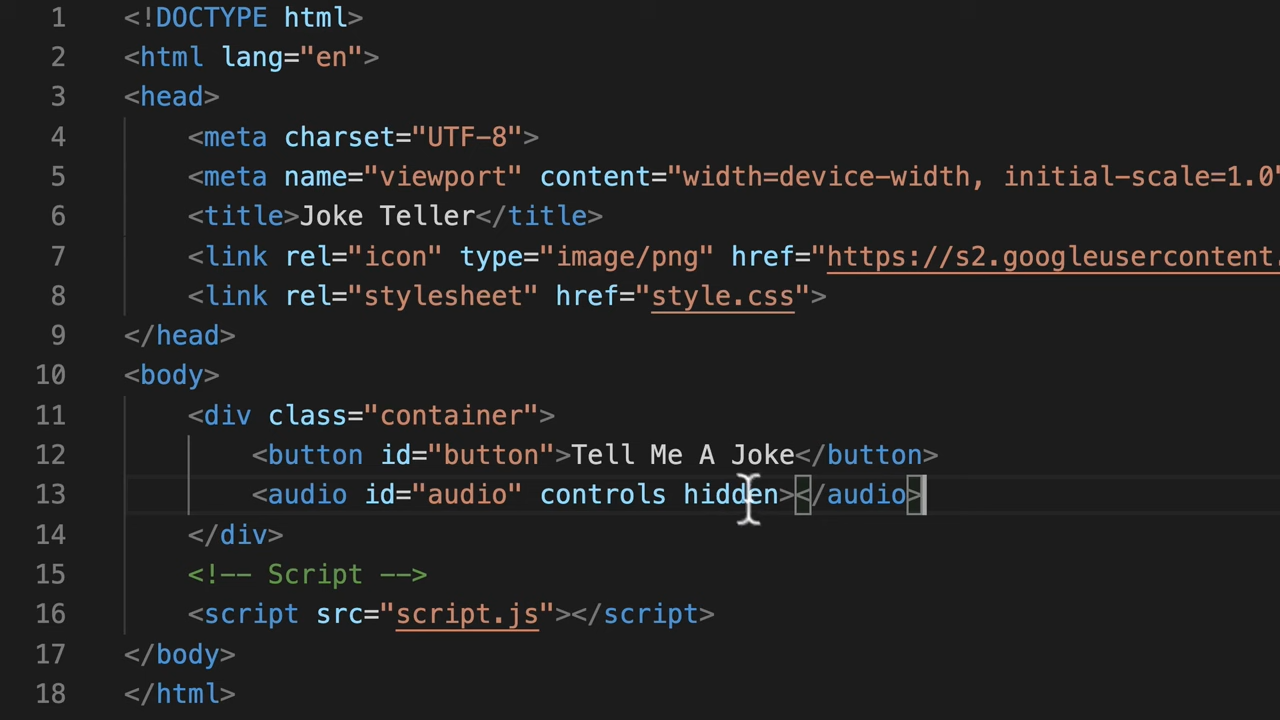 1 <!DOCTYPE html>
2 <html lang="en">
3 <head>
4 <meta charset="UTF-8">
5 <meta name="viewport" content="width=device-width, initial-scale=1.0"
6 <title>Joke Teller</title>
7 <link rel="icon" type="image/png" href="https://s2.googleusercontent.
8 <link rel="stylesheet" href="style.css">
9 </head>
10 <body>
11 <div class="container">
12 <button id="button">Tell Me A Joke</button>
13 <audio id="audio" controls hidden></audio>
14 </div>
15 <!-- Script -->
16 <script src="script.js"></script>
17 </body>
18 </html>